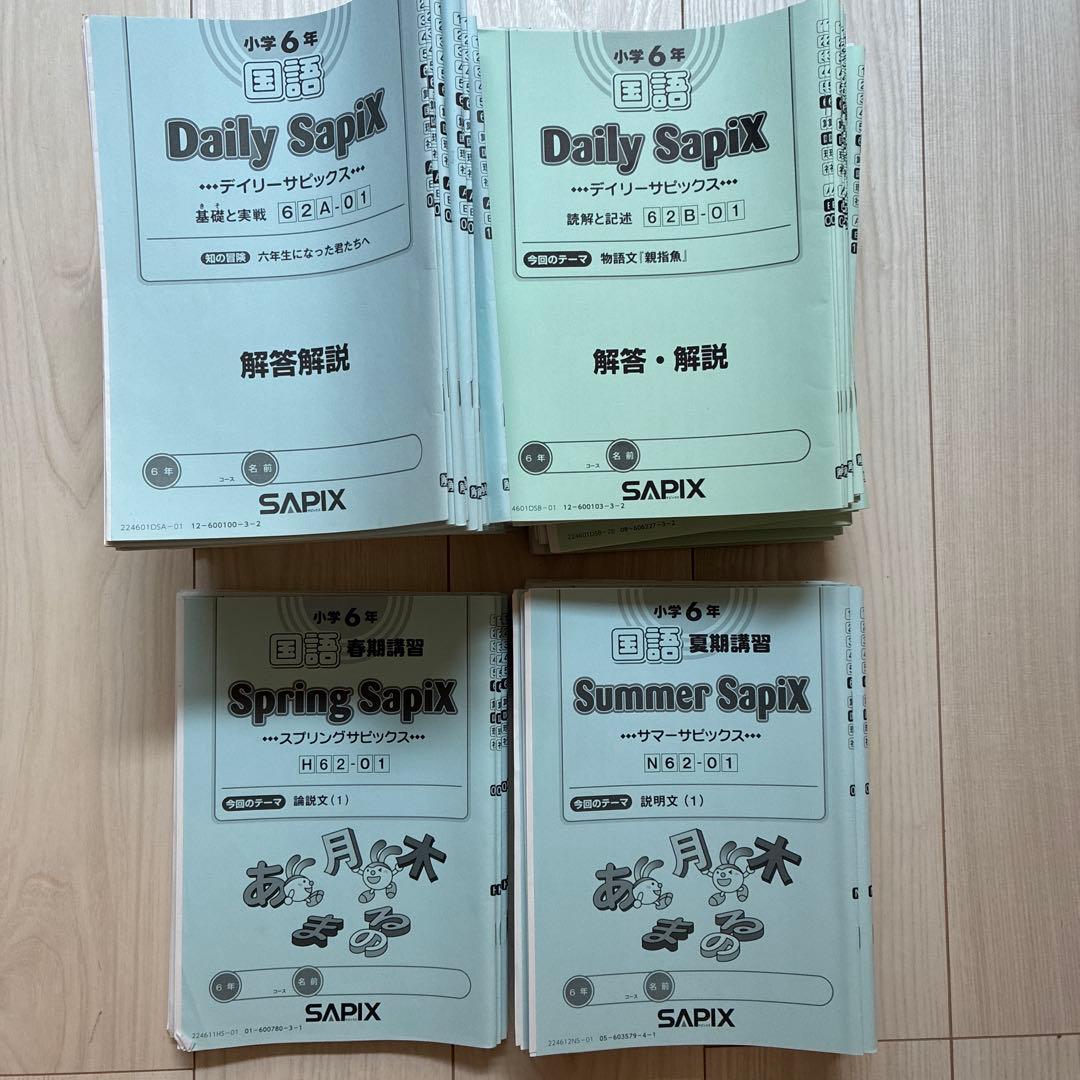 小学6年
国語
Daily SapiX
デイリーサピックス
きそ
基礎と実戦 62A-01
知の冒険 六年生になった君たちへ
解答解説
6年 コース 名前
SAPIX
224601DSA-01 12-600100-3-2
小学6年
国語
Daily SapiX
デイリーサピックス
読解と記述 62B-01
今回のテーマ 物語文『親指魚』
解答・解説
6年 コース 名前
SAPIX
4601DSB-01 12-600103-3-2
224601DSB-20 08-606227-3-2
小学6年
国語 春期講習
Spring SapiX
スプリングサピックス
H62-01
今回のテーマ 論説文(1)
あ月木
まるの
6年 コース 名前
SAPIX
224611HS-01 01-600780-3-1
小学6年
国語 夏期講習
Summer SapiX
サマーサピックス
N62-01
今回のテーマ 説明文(1)
あ月木
まるの
6年 コース 名前
SAPIX
224612NS-01 05-603579-4-1